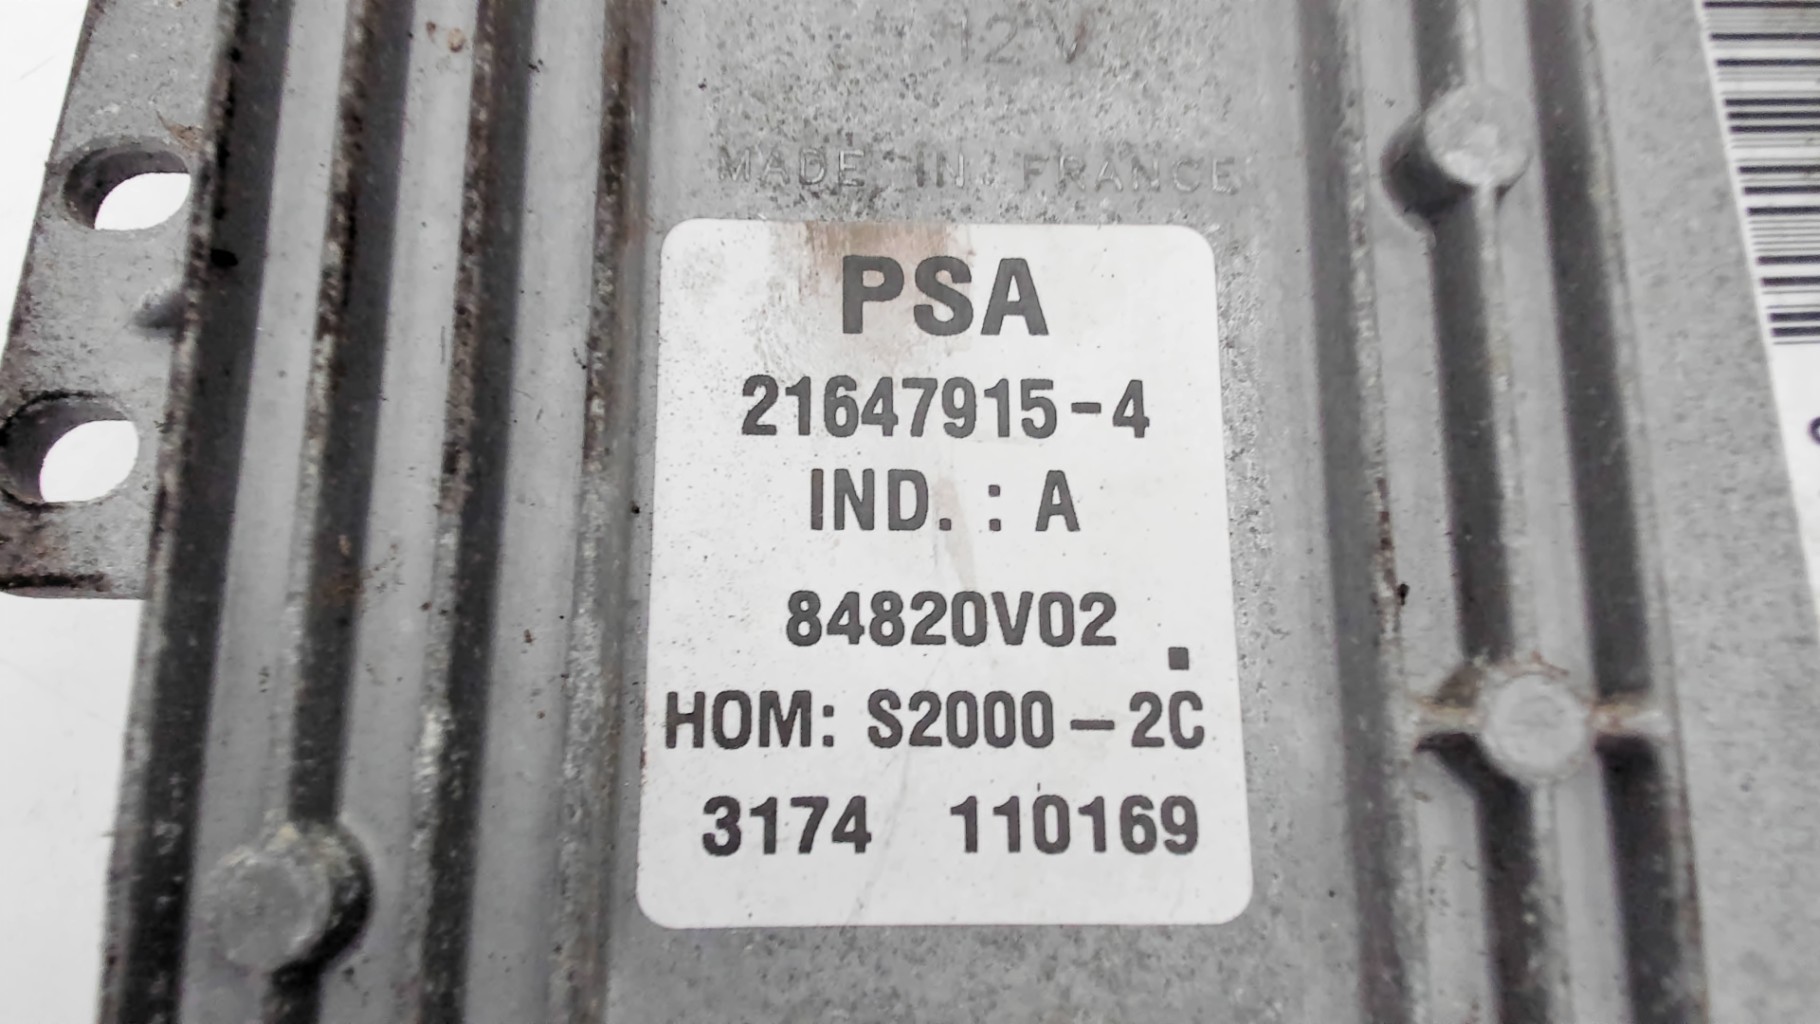 12V
MADE IN FRANCE
PSA
21647915-4
IND. : A
84820V02
HOM: S2000-2C
3174 110169